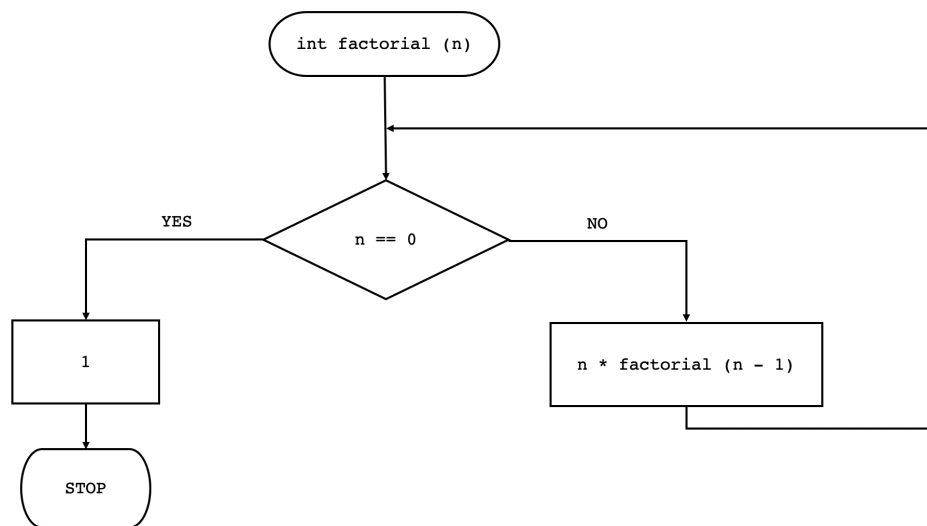 int factorial (n)
YES
n == 0
NO
1
n * factorial (n - 1)
STOP